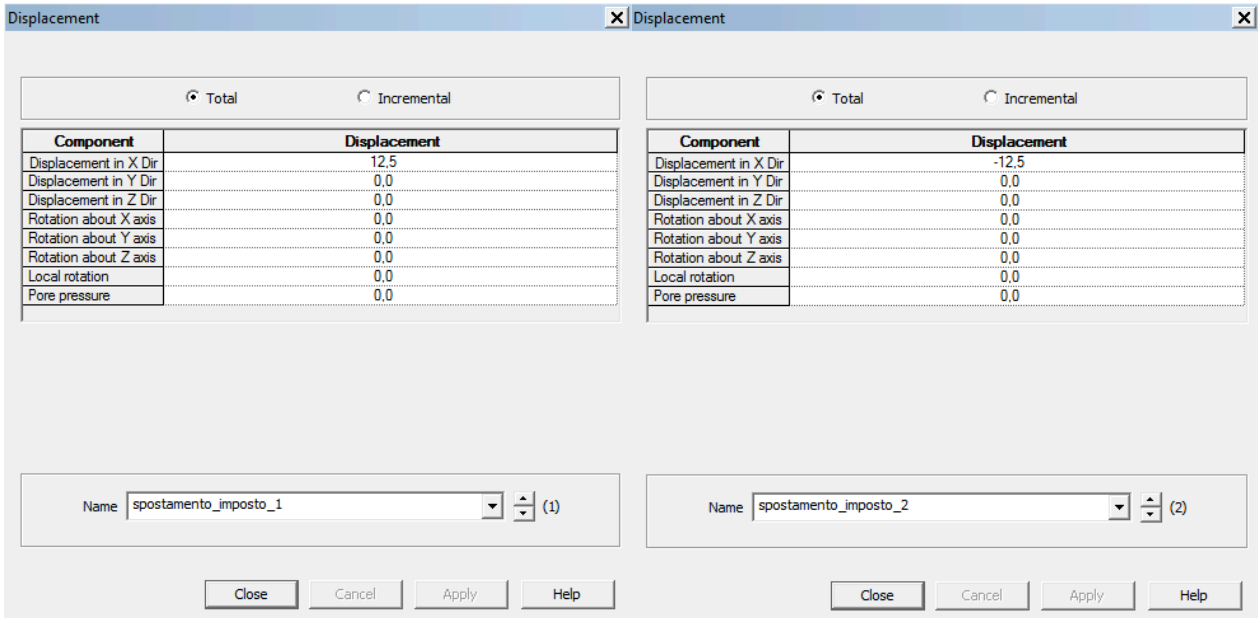 Displacement
Total Incremental
Component Displacement
Displacement in X Dir 12,5
Displacement in Y Dir 0,0
Displacement in Z Dir 0,0
Rotation about X axis 0,0
Rotation about Y axis 0,0
Rotation about Z axis 0,0
Local rotation 0,0
Pore pressure 0,0
Name spostamento_imposto_1 (1)
Close Cancel Apply Help
Displacement
Total Incremental
Component Displacement
Displacement in X Dir -12,5
Displacement in Y Dir 0,0
Displacement in Z Dir 0,0
Rotation about X axis 0,0
Rotation about Y axis 0,0
Rotation about Z axis 0,0
Local rotation 0,0
Pore pressure 0,0
Name spostamento_imposto_2 (2)
Close Cancel Apply Help